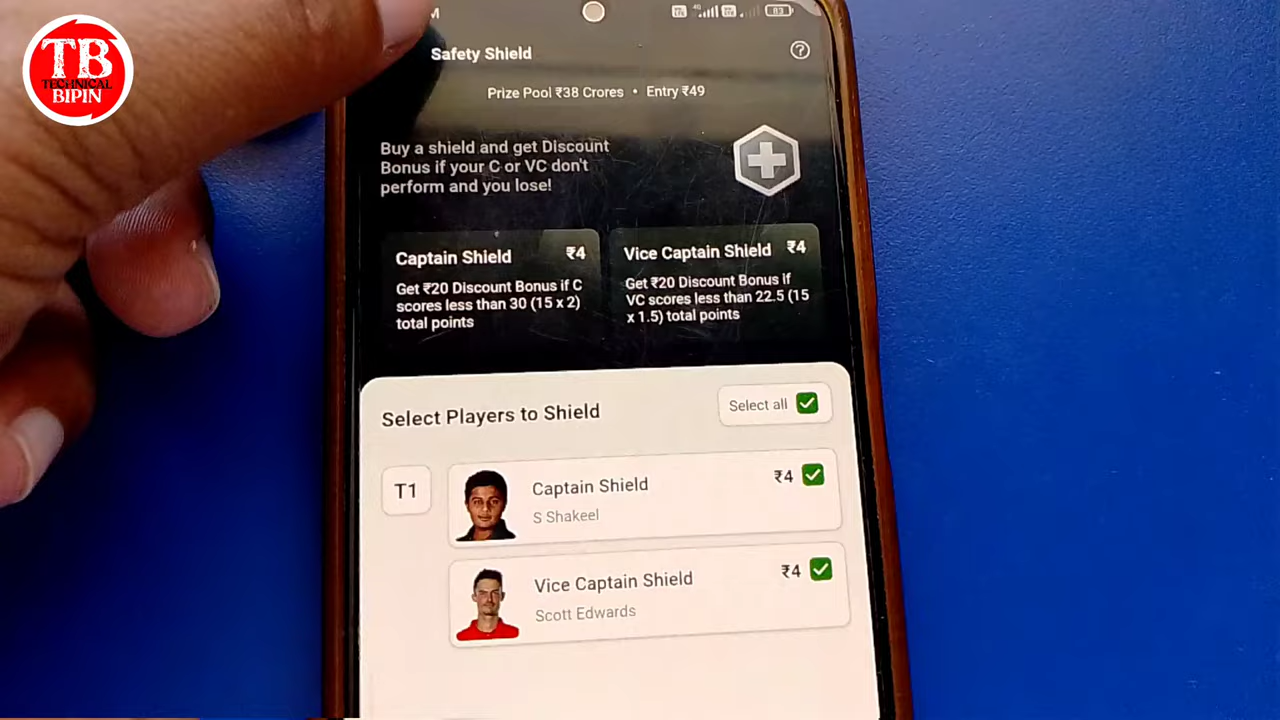 TB
TECHNICAL
BIPIN
M
4G
83
Safety Shield
Prize Pool ₹38 Crores • Entry ₹49
Buy a shield and get Discount
Bonus if your C or VC don't
perform and you lose!
Captain Shield ₹4
Get ₹20 Discount Bonus if C
scores less than 30 (15 x 2)
total points
Vice Captain Shield ₹4
Get ₹20 Discount Bonus if
VC scores less than 22.5 (15
x 1.5) total points
Select Players to Shield
Select all
T1
Captain Shield ₹4
S Shakeel
Vice Captain Shield ₹4
Scott Edwards